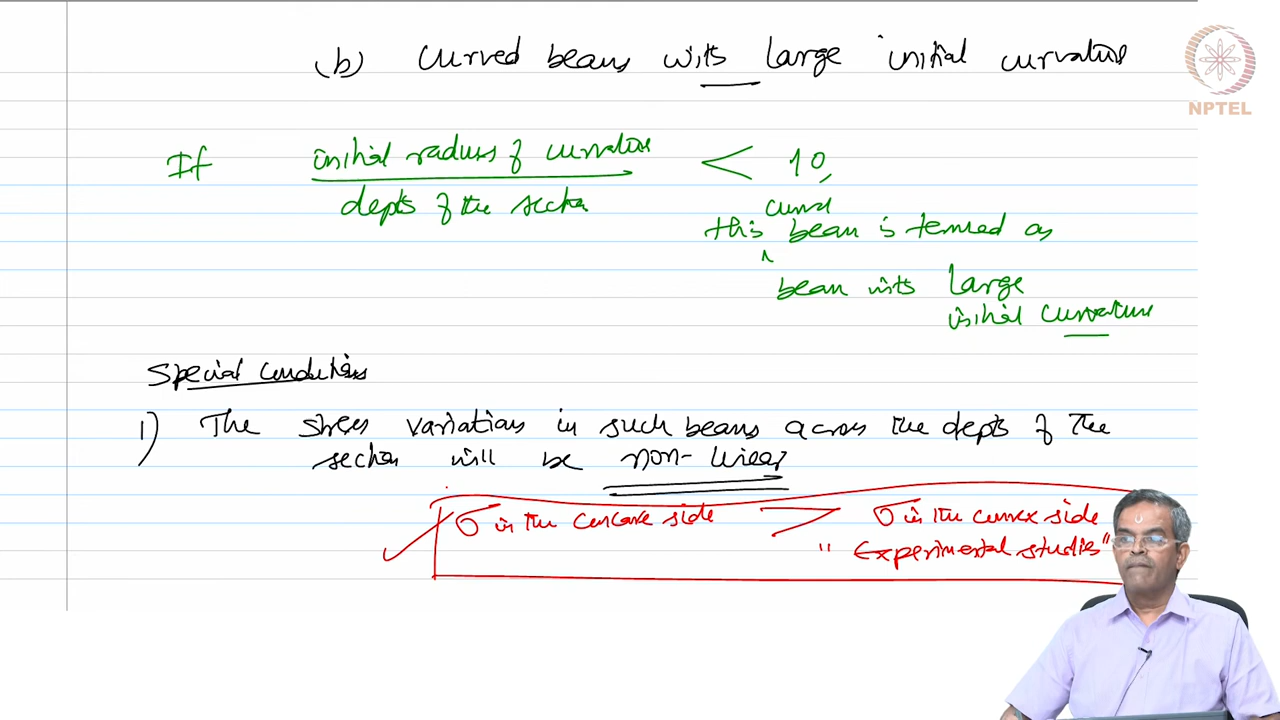 (b) curved beams with large initial curvature
NPTEL
If initial radius of curvature < 10,
depth of the section
curved
this beam is termed as
beam with large
initial curvature
Special conditions
1) The stress variations in such beams across the depth of the
section will be non-linear
σ in the concave side > σ in the convex side
"Experimental studies"